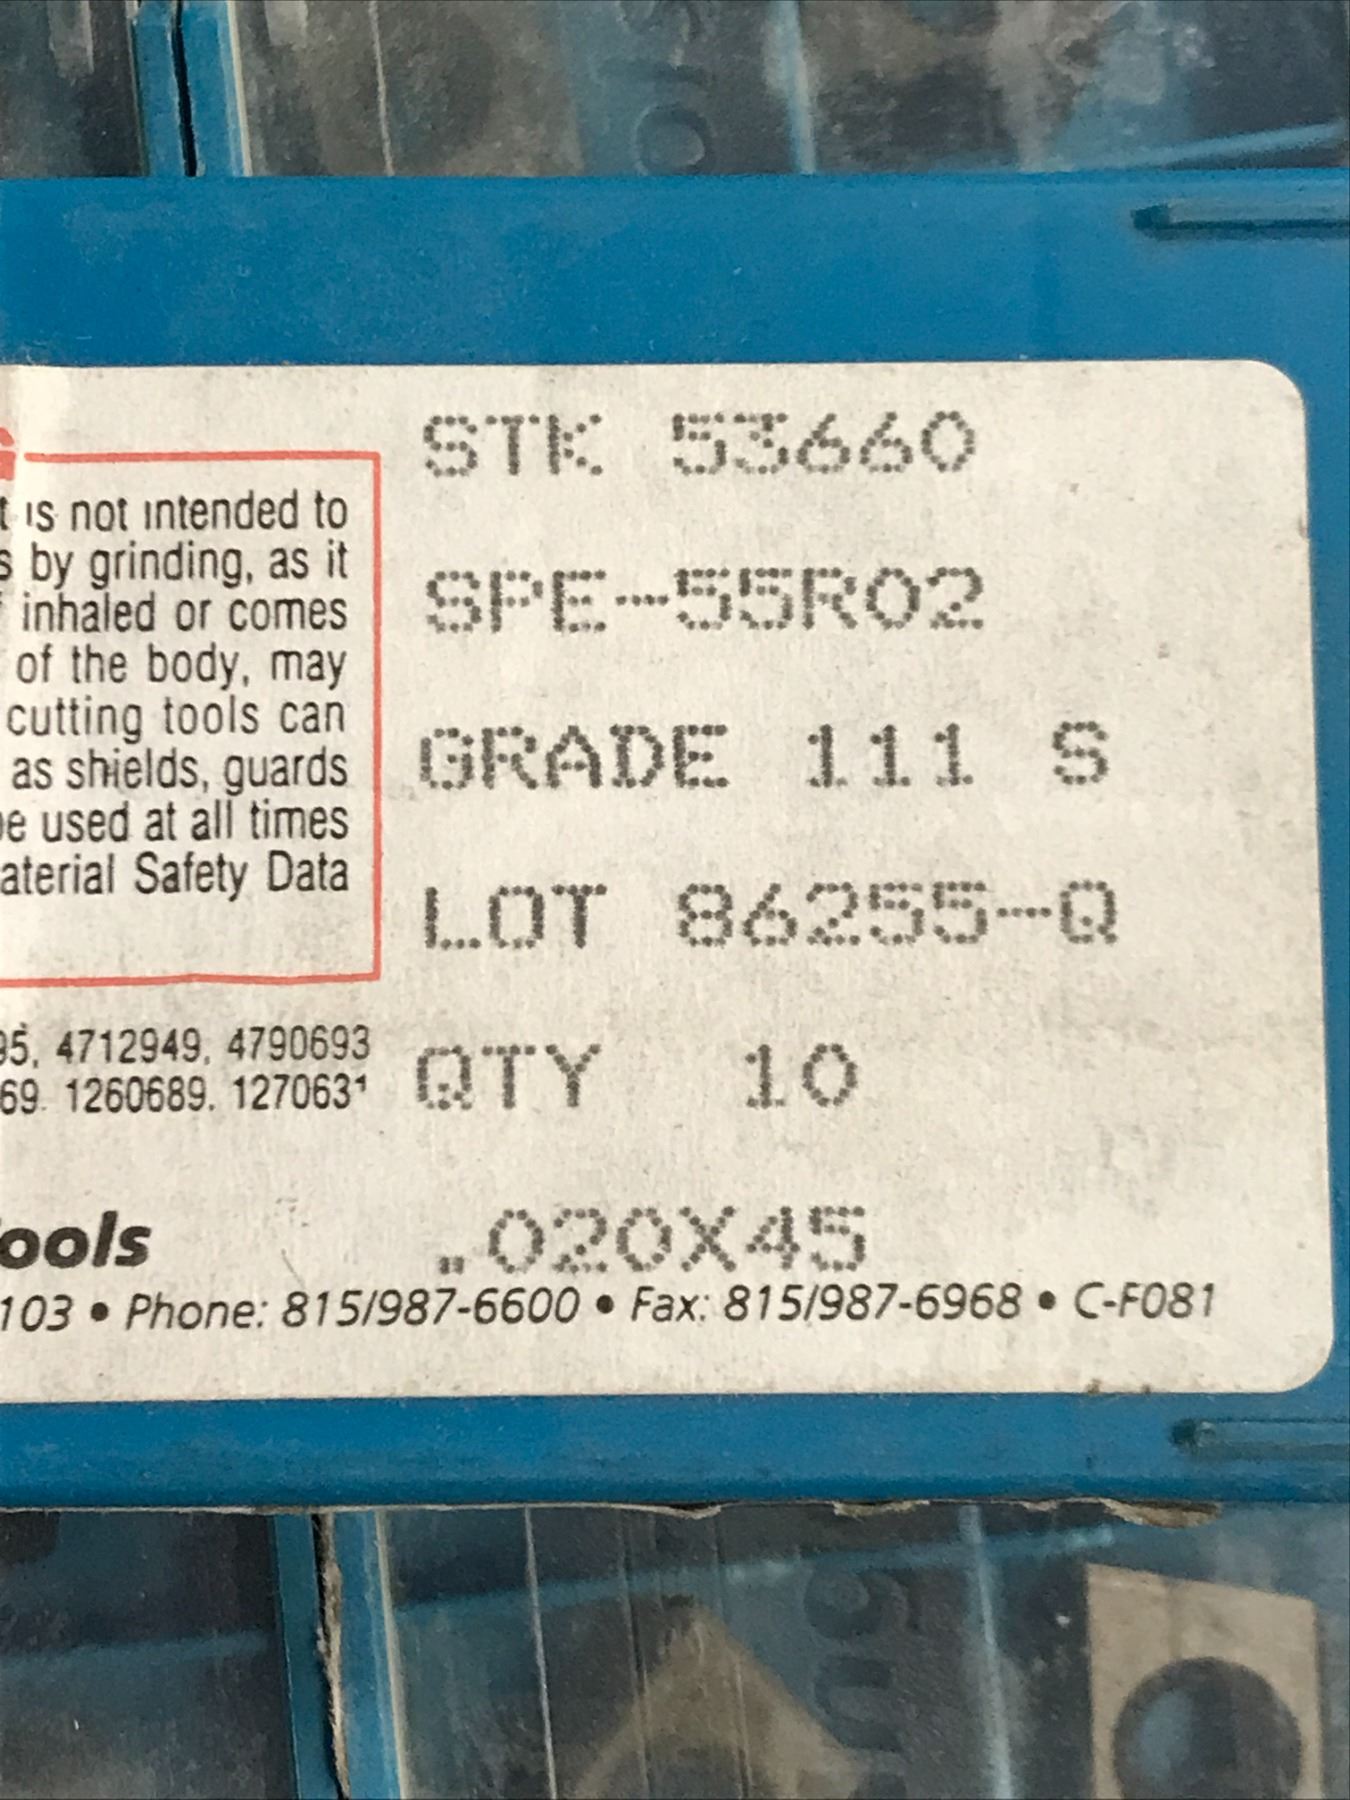 STK 53660
is not intended to
by grinding, as it
inhaled or comes
of the body, may
cutting tools can
as shields, guards
be used at all times
Material Safety Data
SPE-55R02
GRADE 111 S
LOT 86255-Q
95, 4712949, 4790693
69. 1260689. 127063
QTY 10
.020X45
ools
103 • Phone: 815/987-6600 • Fax: 815/987-6968 • C-F081